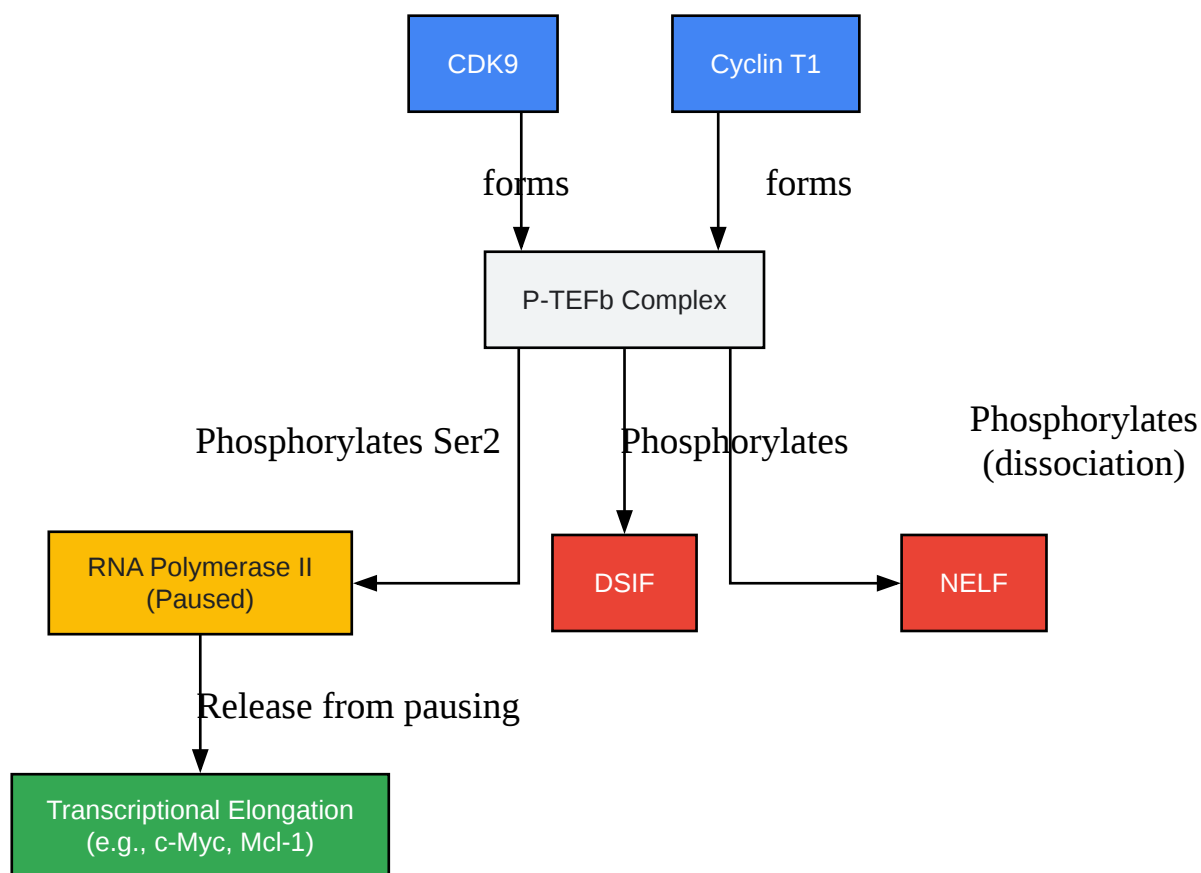 CDK9
Cyclin T1
forms
forms
P-TEFb Complex
Phosphorylates Ser2
Phosphorylates
Phosphorylates
(dissociation)
RNA Polymerase II
(Paused)
DSIF
NELF
Release from pausing
Transcriptional Elongation
(e.g., c-Myc, Mcl-1)